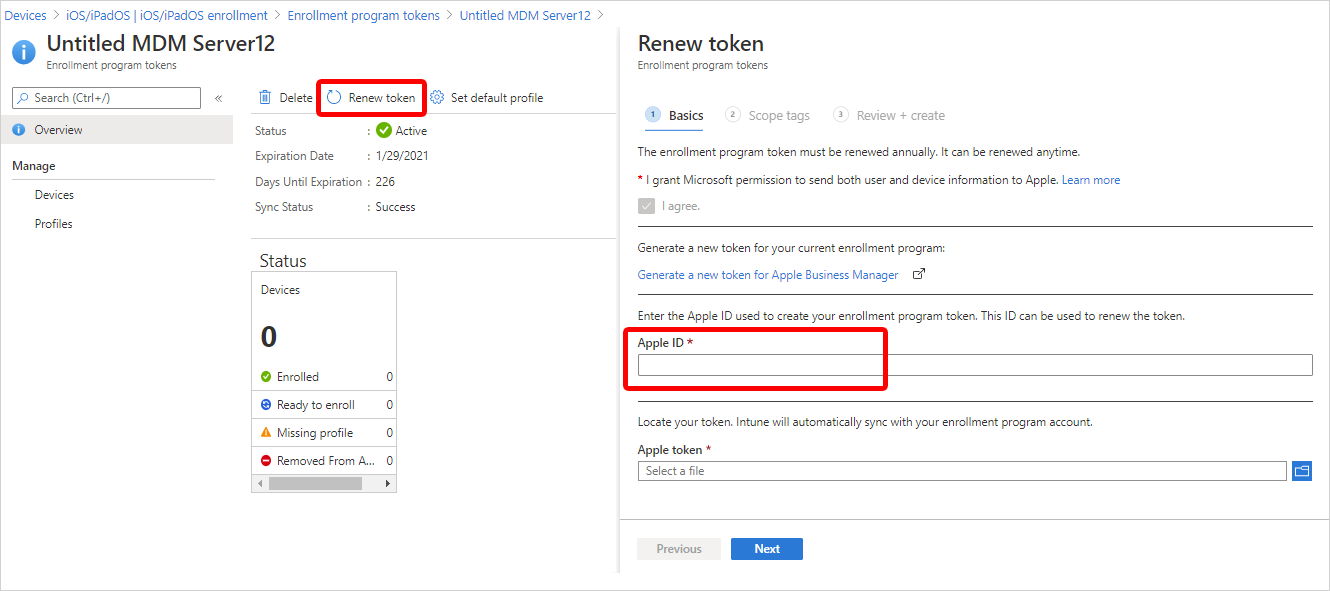 Devices > iOS/iPadOS | iOS/iPadOS enrollment > Enrollment program tokens > Untitled MDM Server12 >
Untitled MDM Server12
Enrollment program tokens
Search (Ctrl+/)
«
Overview
Manage
Devices
Profiles
Delete Renew token Set default profile
Status : Active
Expiration Date : 1/29/2021
Days Until Expiration : 226
Sync Status : Success
Status
Devices
0
Enrolled 0
Ready to enroll 0
Missing profile 0
Removed From A... 0
Renew token
Enrollment program tokens
1 Basics 2 Scope tags 3 Review + create
The enrollment program token must be renewed annually. It can be renewed anytime.
* I grant Microsoft permission to send both user and device information to Apple. Learn more
I agree.
Generate a new token for your current enrollment program:
Generate a new token for Apple Business Manager
Enter the Apple ID used to create your enrollment program token. This ID can be used to renew the token.
Apple ID *
Locate your token. Intune will automatically sync with your enrollment program account.
Apple token *
Select a file
Previous Next